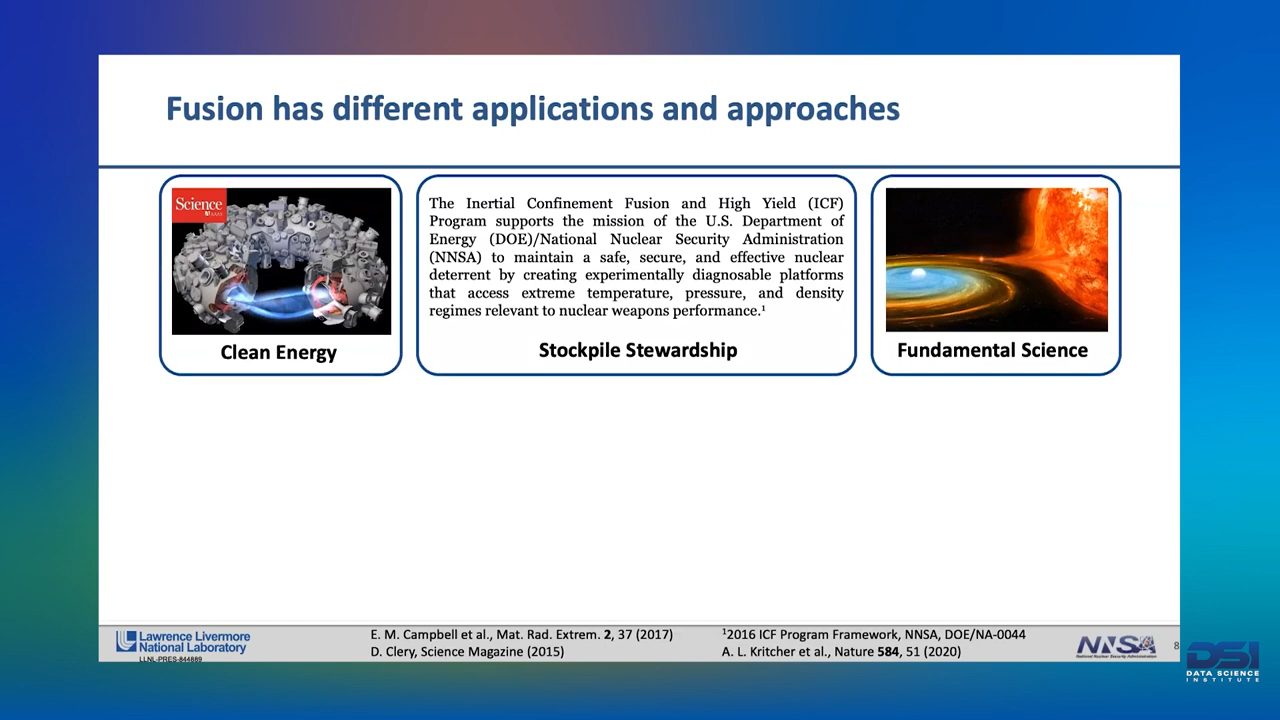 Fusion has different applications and approaches
Science
AAAS
Clean Energy
The Inertial Confinement Fusion and High Yield (ICF)
Program supports the mission of the U.S. Department of
Energy (DOE)/National Nuclear Security Administration
(NNSA) to maintain a safe, secure, and effective nuclear
deterrent by creating experimentally diagnosable platforms
that access extreme temperature, pressure, and density
regimes relevant to nuclear weapons performance.¹
Stockpile Stewardship
Fundamental Science
Lawrence Livermore
National Laboratory
LLNL-PRES-844889
E. M. Campbell et al., Mat. Rad. Extrem. 2, 37 (2017)
D. Clery, Science Magazine (2015)
¹2016 ICF Program Framework, NNSA, DOE/NA-0044
A. L. Kritcher et al., Nature 584, 51 (2020)
NNSA
National Nuclear Security Administration
8
DSI
DATA SCIENCE
INSTITUTE